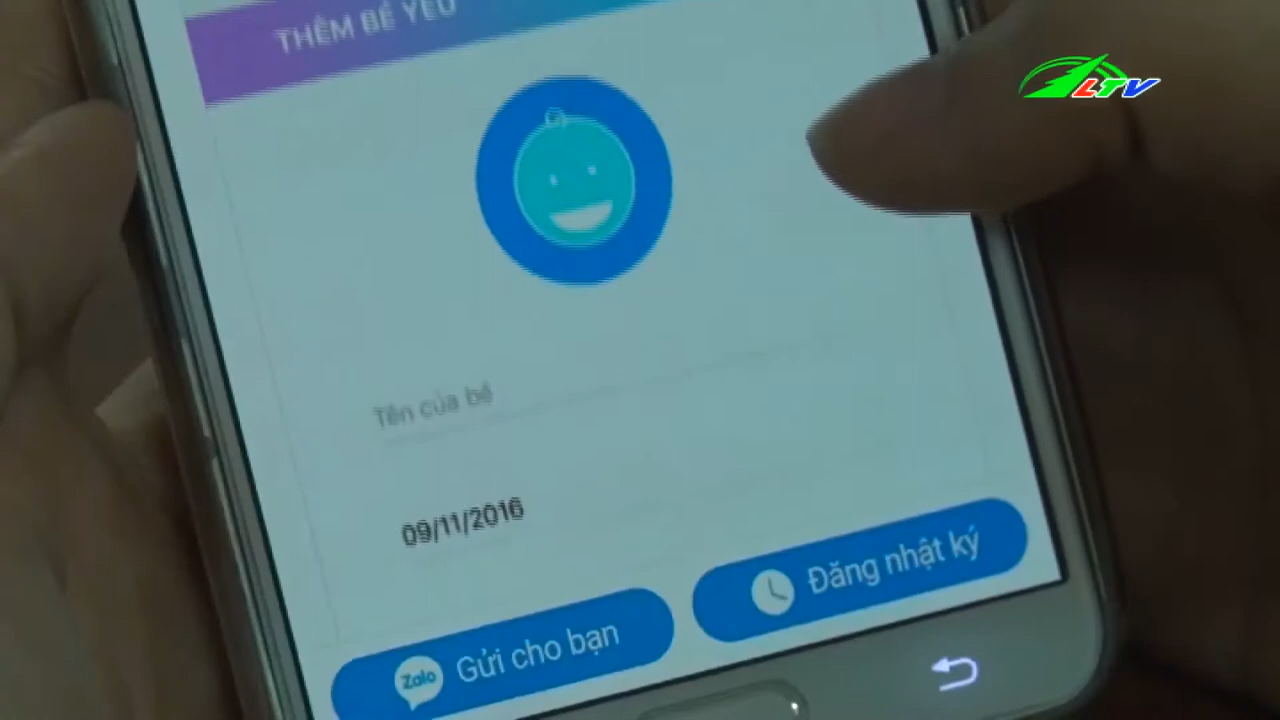 THÊM BÉ YÊU
LTV
Tên của bé
09/11/2016
Đăng nhật ký
Zalo
Gửi cho bạn